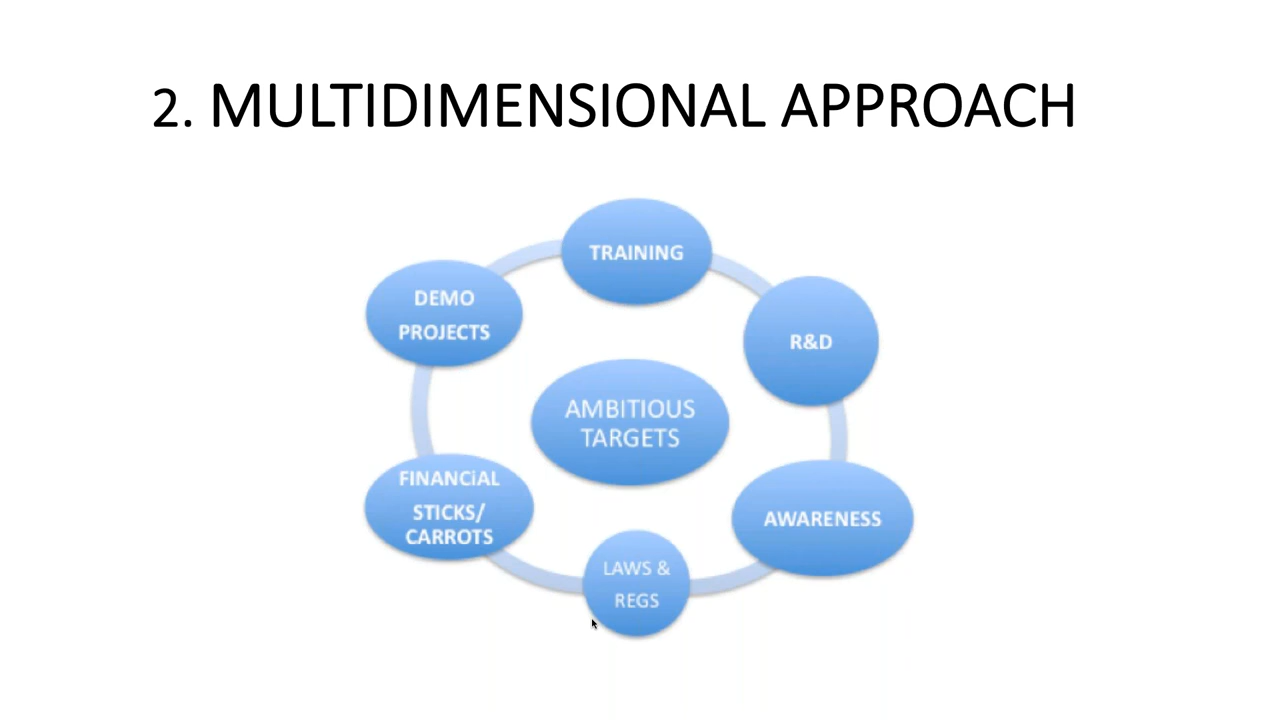 2. MULTIDIMENSIONAL APPROACH
TRAINING
DEMO
PROJECTS
R&D
AMBITIOUS
TARGETS
FINANCiAL
STICKS/
CARROTS
AWARENESS
LAWS &
REGS